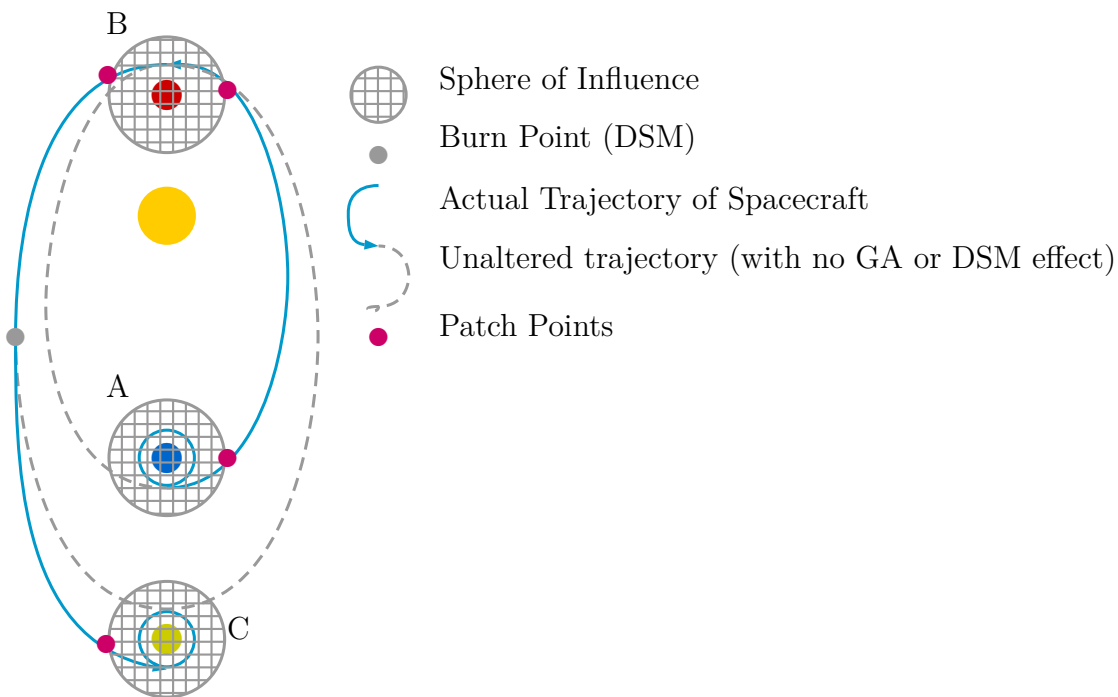 B
Sphere of Influence
Burn Point (DSM)
Actual Trajectory of Spacecraft
Unaltered trajectory (with no GA or DSM effect)
Patch Points
A
C